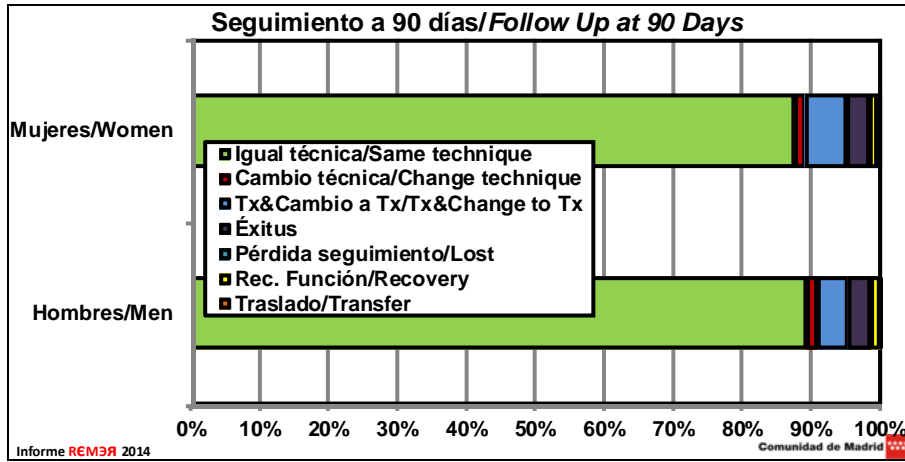 Seguimiento a 90 días/Follow Up at 90 Days
Mujeres/Women
Igual técnica/Same technique
Cambio técnica/Change technique
Tx&Cambio a Tx/Tx&Change to Tx
Éxitus
Pérdida seguimiento/Lost
Rec. Función/Recovery
Traslado/Transfer
Hombres/Men
0% 10% 20% 30% 40% 50% 60% 70% 80% 90% 100%
Informe RЄMƎЯ 2014
Comunidad de Madrid